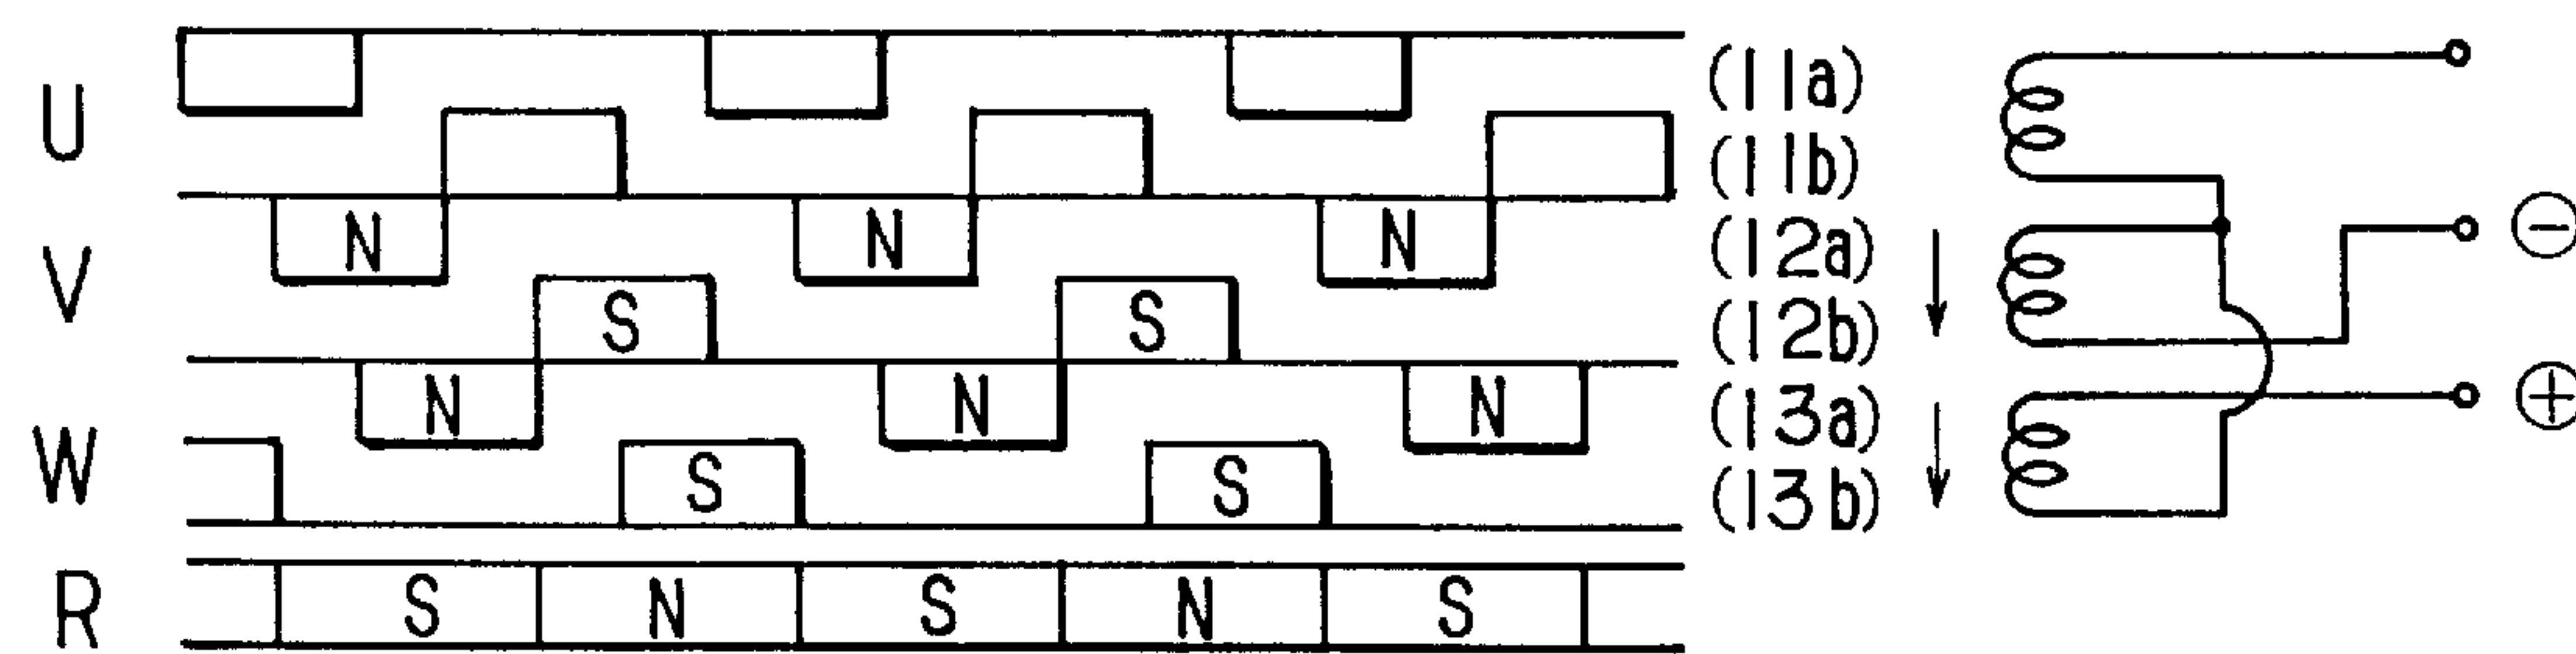 U
(11a)
(11b)
V
N N N
(12a)
S S
(12b)
⊖
W
N N N
(13a)
S S
(13b)
⊕
R
S N S N S